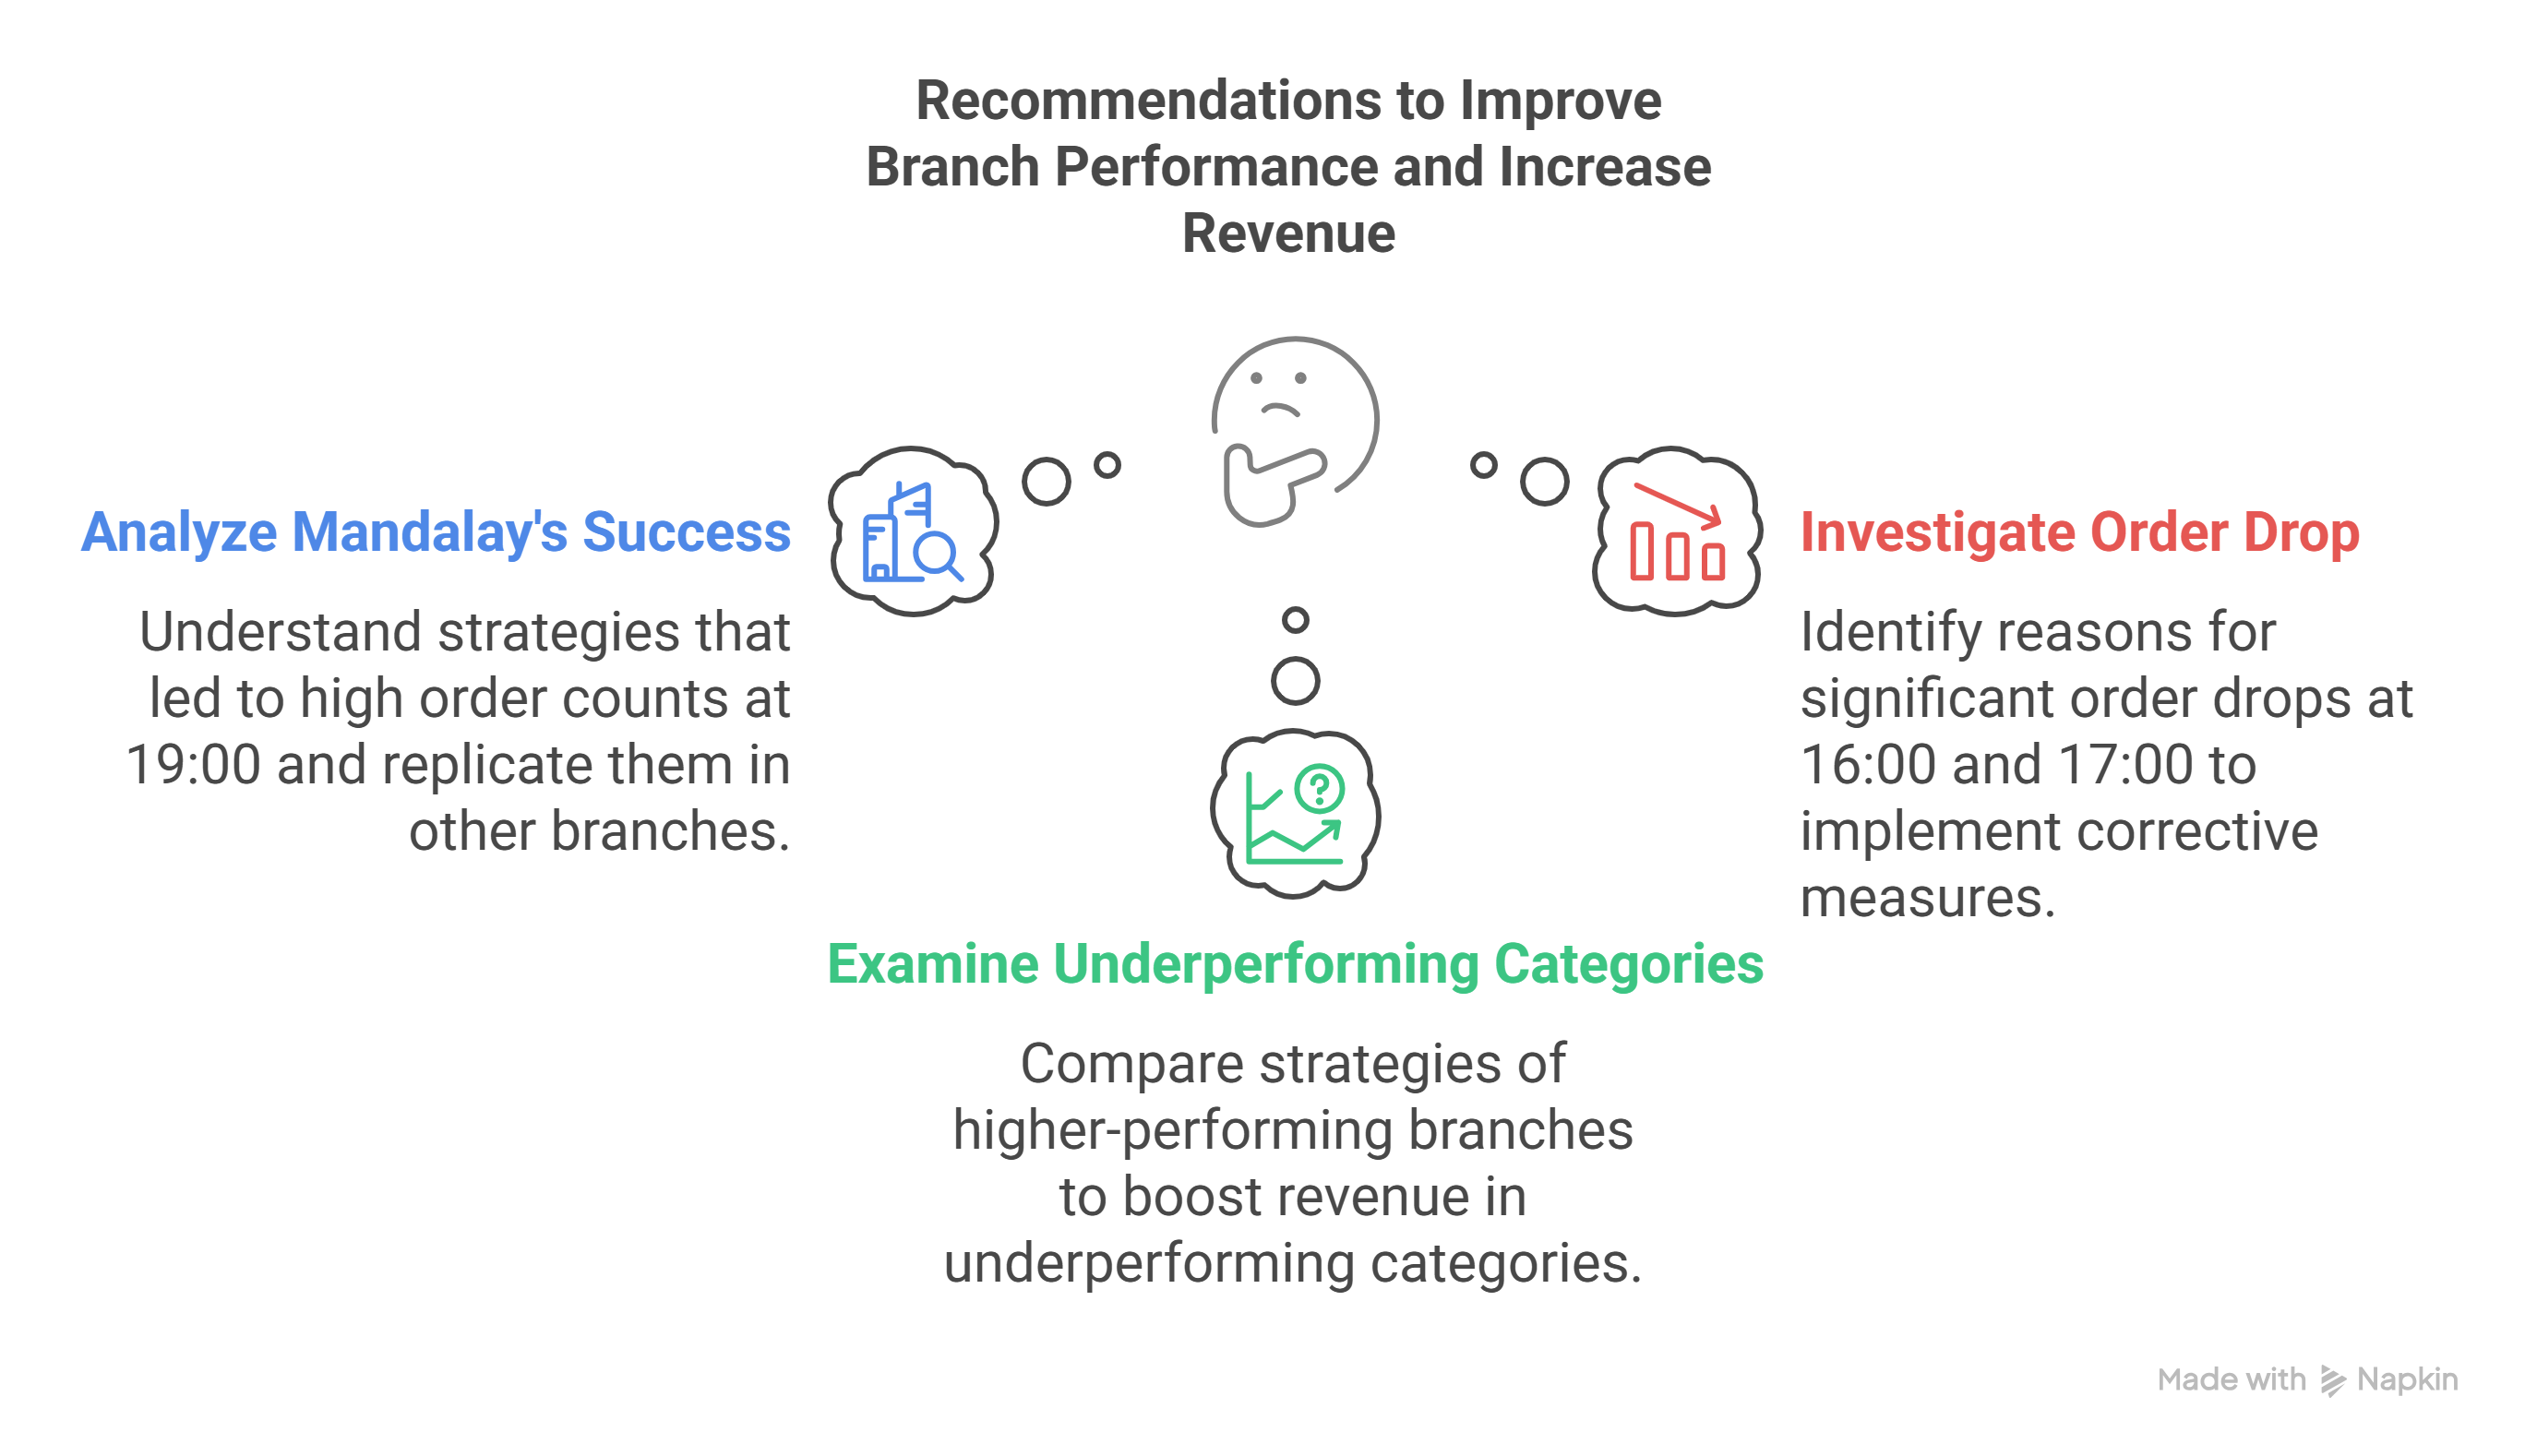 Recommendations to Improve
Branch Performance and Increase
Revenue
Analyze Mandalay's Success
Understand strategies that
led to high order counts at
19:00 and replicate them in
other branches.
Investigate Order Drop
Identify reasons for
significant order drops at
16:00 and 17:00 to
implement corrective
measures.
?
Examine Underperforming Categories
Compare strategies of
higher-performing branches
to boost revenue in
underperforming categories.
Made with Napkin